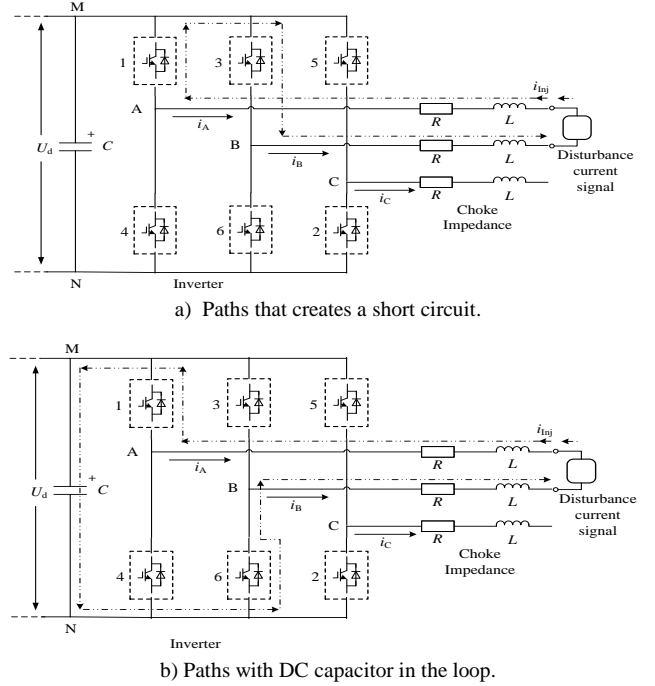 M
1
3
5
i_Inj
A
i_A
R
L
U_d
+
C
B
i_B
R
L
Disturbance
current
signal
C
i_C
R
L
Choke
Impedance
4
6
2
N
Inverter
a) Paths that creates a short circuit.
M
1
3
5
i_Inj
A
i_A
R
L
U_d
+
C
B
i_B
R
L
Disturbance
current
signal
C
i_C
R
L
Choke
Impedance
4
6
2
N
Inverter
b) Paths with DC capacitor in the loop.